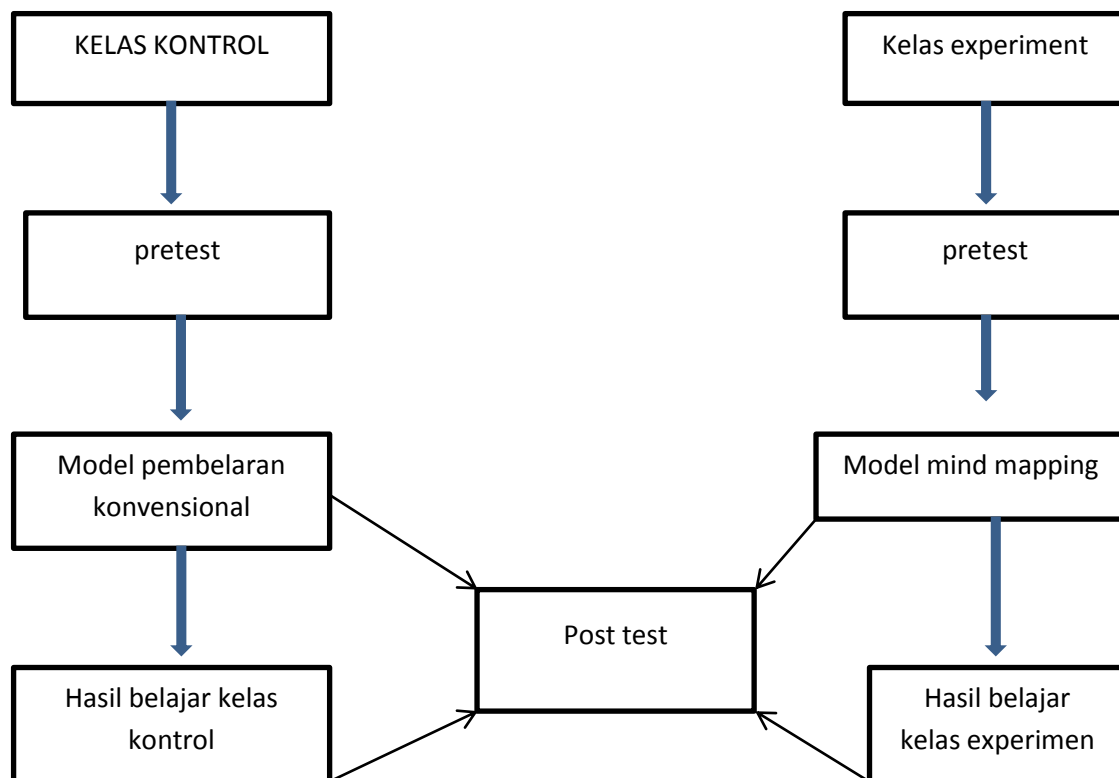 KELAS KONTROL
Kelas experiment
pretest
pretest
Model pembelaran
konvensional
Model mind mapping
Post test
Hasil belajar kelas
kontrol
Hasil belajar
kelas experimen